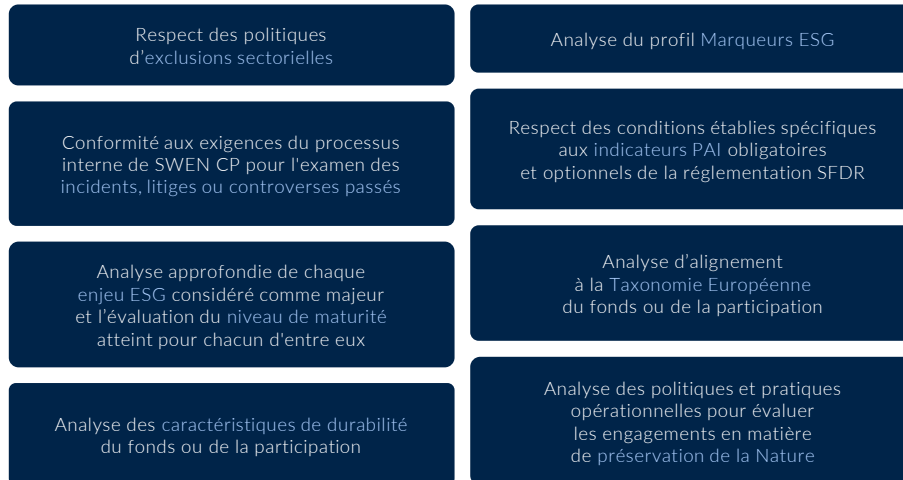 Respect des politiques
d’exclusions sectorielles
Conformité aux exigences du processus
interne de SWEN CP pour l'examen des
incidents, litiges ou controverses passés
Analyse approfondie de chaque
enjeu ESG considéré comme majeur
et l’évaluation du niveau de maturité
atteint pour chacun d'entre eux
Analyse des caractéristiques de durabilité
du fonds ou de la participation
Analyse du profil Marqueurs ESG
Respect des conditions établies spécifiques
aux indicateurs PAI obligatoires
et optionnels de la réglementation SFDR
Analyse d’alignement
à la Taxonomie Européenne
du fonds ou de la participation
Analyse des politiques et pratiques
opérationnelles pour évaluer
les engagements en matière
de préservation de la Nature